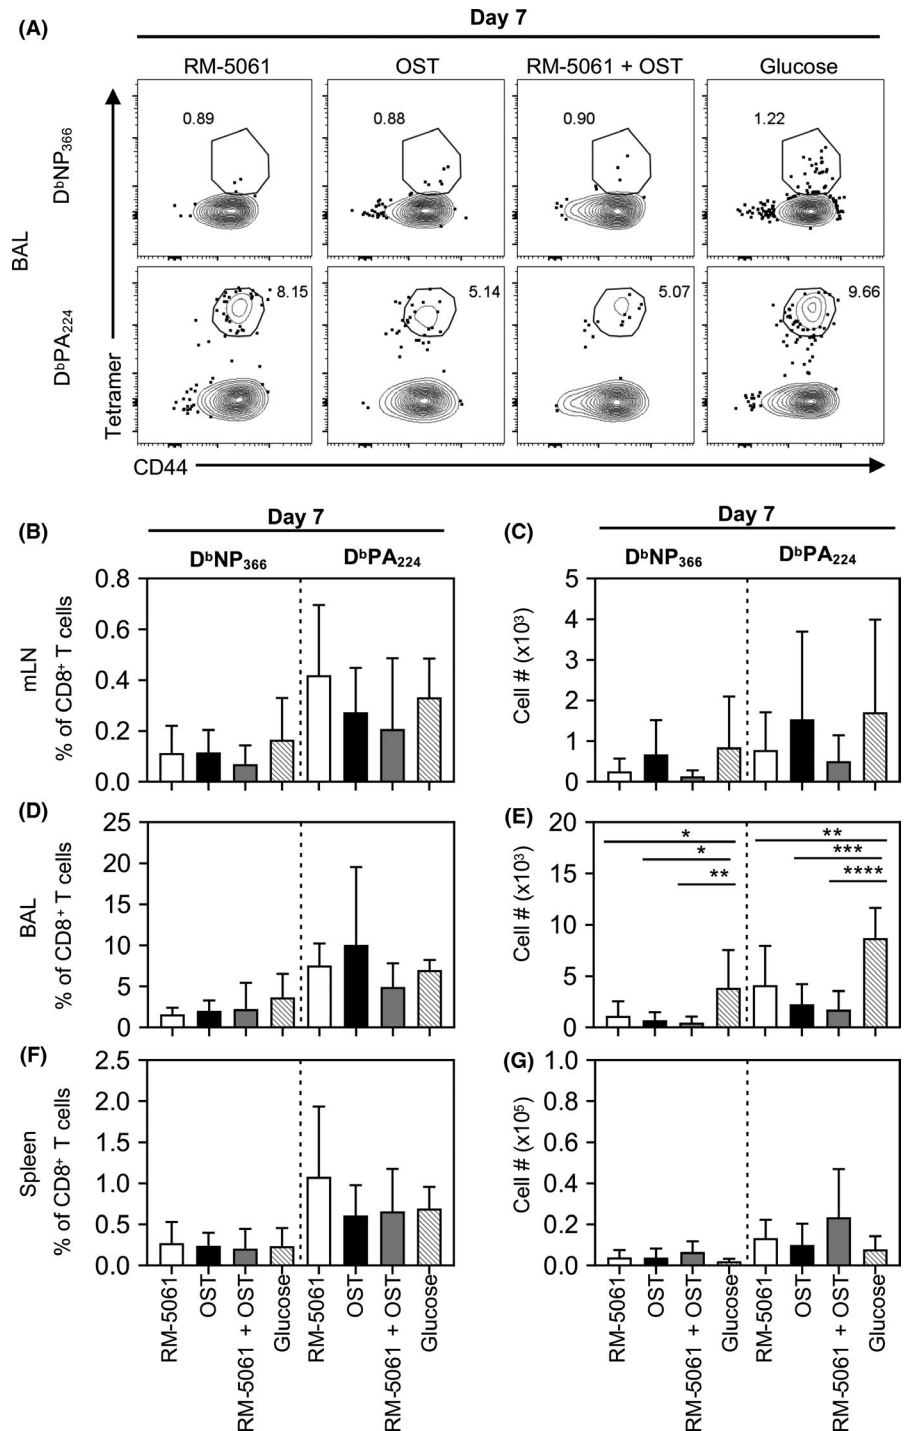 (A)
Day 7
RM-5061 OST RM-5061 + OST Glucose
BAL
DᵇNP₃₆₆
0.89 0.88 0.90 1.22
DᵇPA₂₂₄
8.15 5.14 5.07 9.66
Tetramer
CD44
(B)
Day 7
DᵇNP₃₆₆ DᵇPA₂₂₄
mLN
% of CD8⁺ T cells
0.8
0.6
0.4
0.2
0.0
(C)
Day 7
DᵇNP₃₆₆ DᵇPA₂₂₄
Cell # (x10³)
5
4
3
2
1
0
(D)
BAL
% of CD8⁺ T cells
25
20
15
10
5
0
(E)
Cell # (x10³)
20
15
10
5
0
* **
* ***
** ****
(F)
Spleen
% of CD8⁺ T cells
2.5
2.0
1.5
1.0
0.5
0.0
RM-5061
OST
RM-5061 + OST
Glucose
RM-5061
OST
RM-5061 + OST
Glucose
(G)
Cell # (x10⁵)
1.0
0.8
0.6
0.4
0.2
0.0
RM-5061
OST
RM-5061 + OST
Glucose
RM-5061
OST
RM-5061 + OST
Glucose